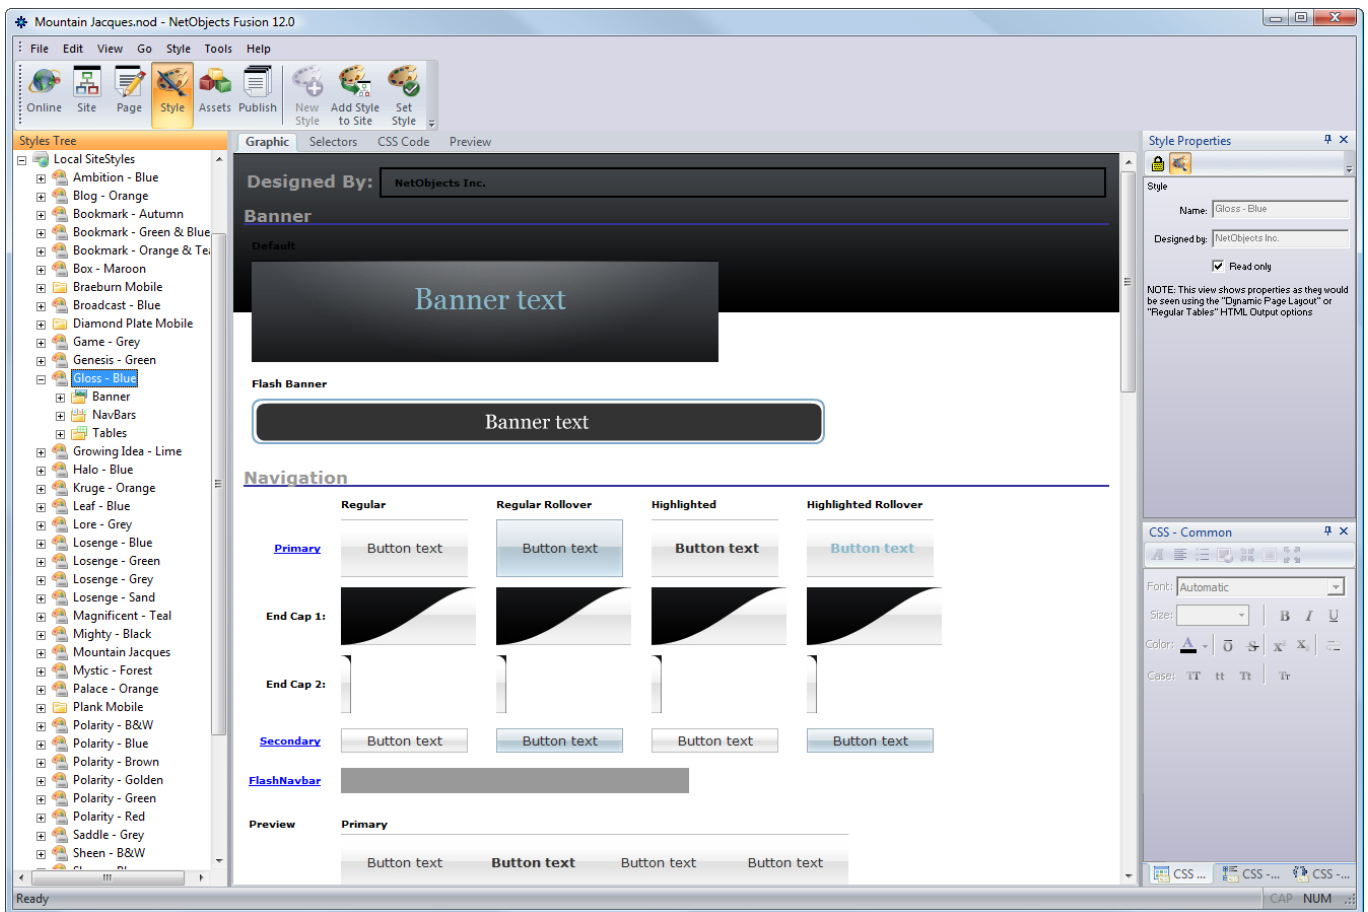 Mountain Jacques.nod - NetObjects Fusion 12.0
File Edit View Go Style Tools Help
Online Site Page Style Assets Publish New Style Add Style to Site Set Style
Styles Tree
Local SiteStyles
Ambition - Blue
Blog - Orange
Bookmark - Autumn
Bookmark - Green & Blue
Bookmark - Orange & Te
Box - Maroon
Braeburn Mobile
Broadcast - Blue
Diamond Plate Mobile
Game - Grey
Genesis - Green
Gloss - Blue
Banner
NavBars
Tables
Growing Idea - Lime
Halo - Blue
Kruge - Orange
Leaf - Blue
Lore - Grey
Losenge - Blue
Losenge - Green
Losenge - Grey
Losenge - Sand
Magnificent - Teal
Mighty - Black
Mountain Jacques
Mystic - Forest
Palace - Orange
Plank Mobile
Polarity - B&W
Polarity - Blue
Polarity - Brown
Polarity - Golden
Polarity - Green
Polarity - Red
Saddle - Grey
Sheen - B&W
Graphic Selectors CSS Code Preview
Designed By: NetObjects Inc.
Banner
Default
Banner text
Flash Banner
Banner text
Navigation
Regular Regular Rollover Highlighted Highlighted Rollover
Primary Button text Button text Button text Button text
End Cap 1:
End Cap 2:
Secondary Button text Button text Button text Button text
FlashNavbar
Preview Primary
Button text Button text Button text Button text
Style Properties
Style
Name: Gloss - Blue
Designed by: NetObjects Inc.
Read only
NOTE: This view shows properties as they would
be seen using the "Dynamic Page Layout" or
"Regular Tables" HTML Output options
CSS - Common
Font: Automatic
Size: B I U
Color: A O S X² Xₛ
Case: TT tt Tt Tr
CSS ... CSS -... CSS -...
Ready CAP NUM